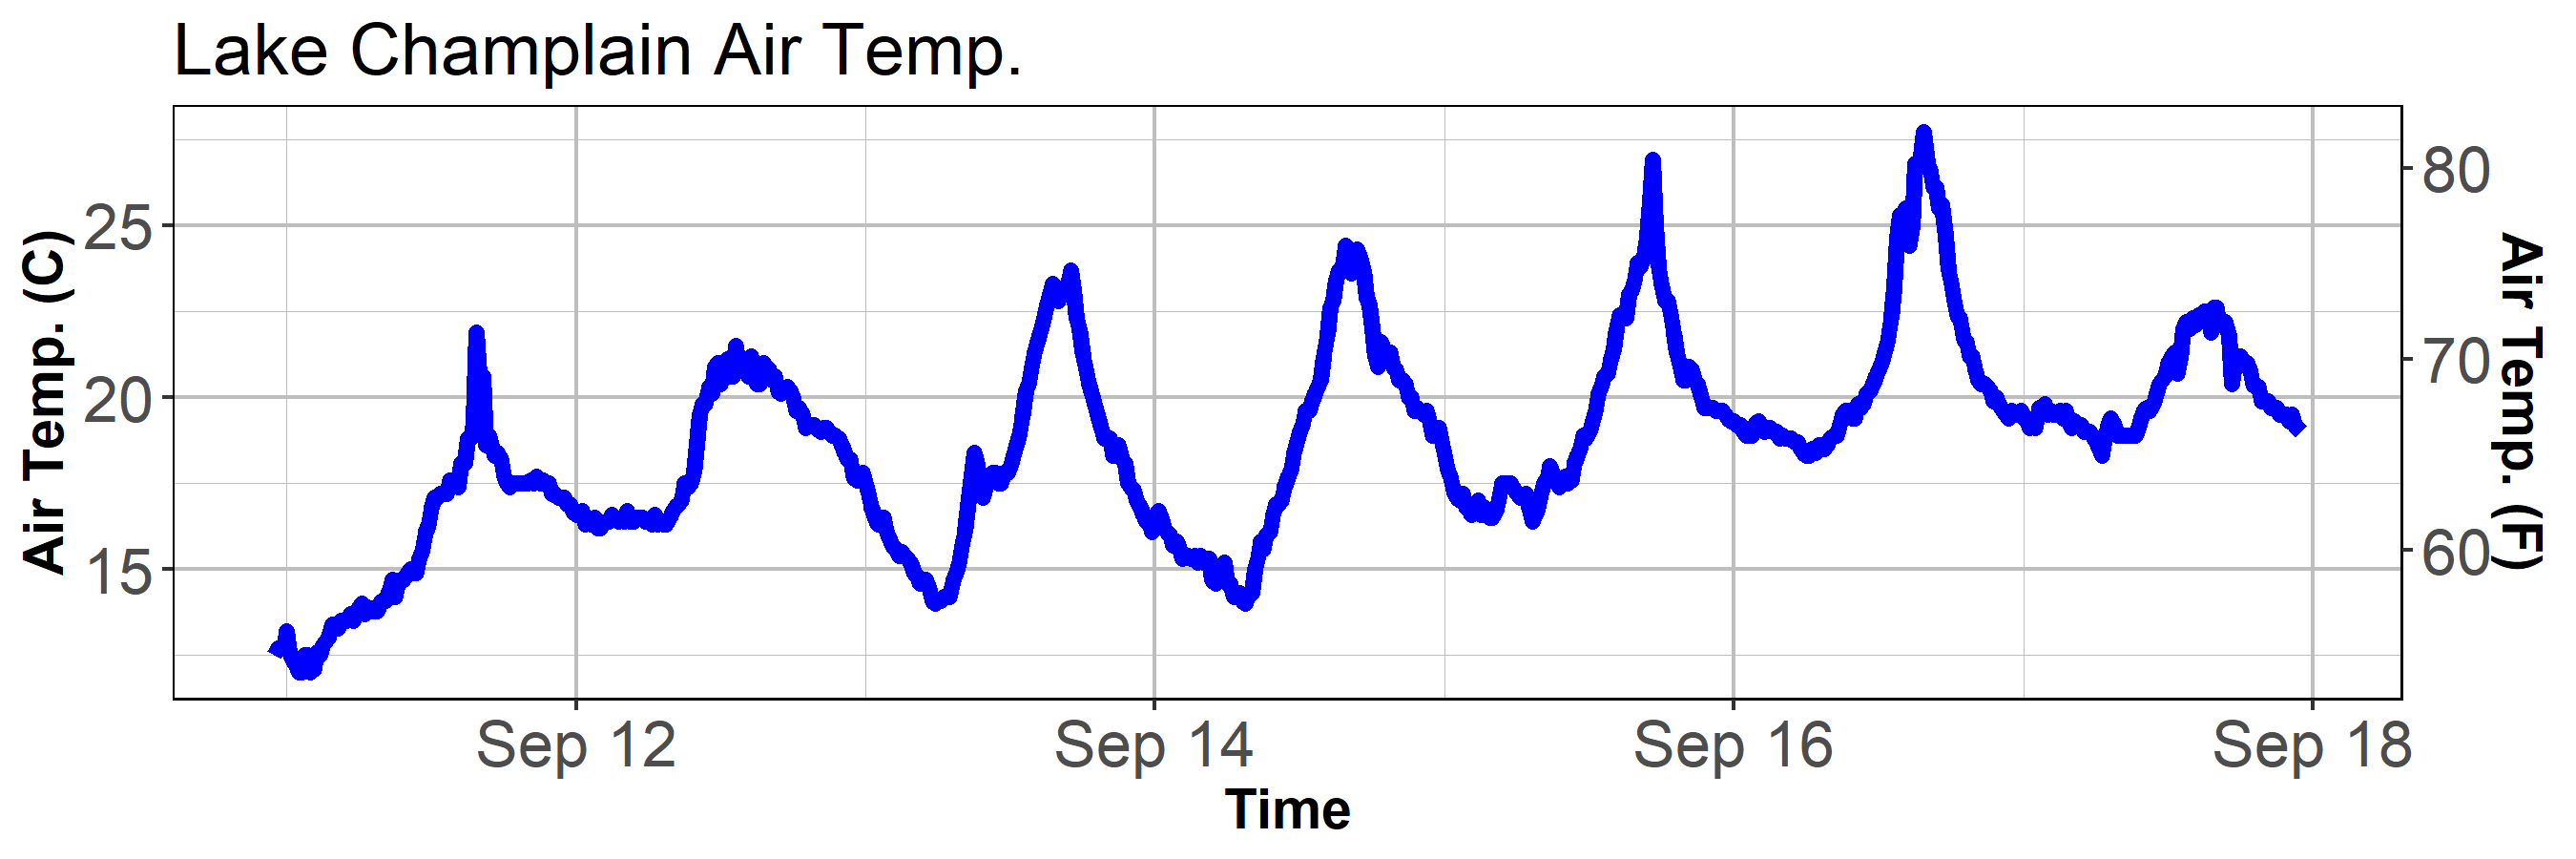 Lake Champlain Air Temp.
Air Temp. (C)
25
20
15
80
70
60
Air Temp. (F)
Sep 12
Sep 14
Sep 16
Sep 18
Time